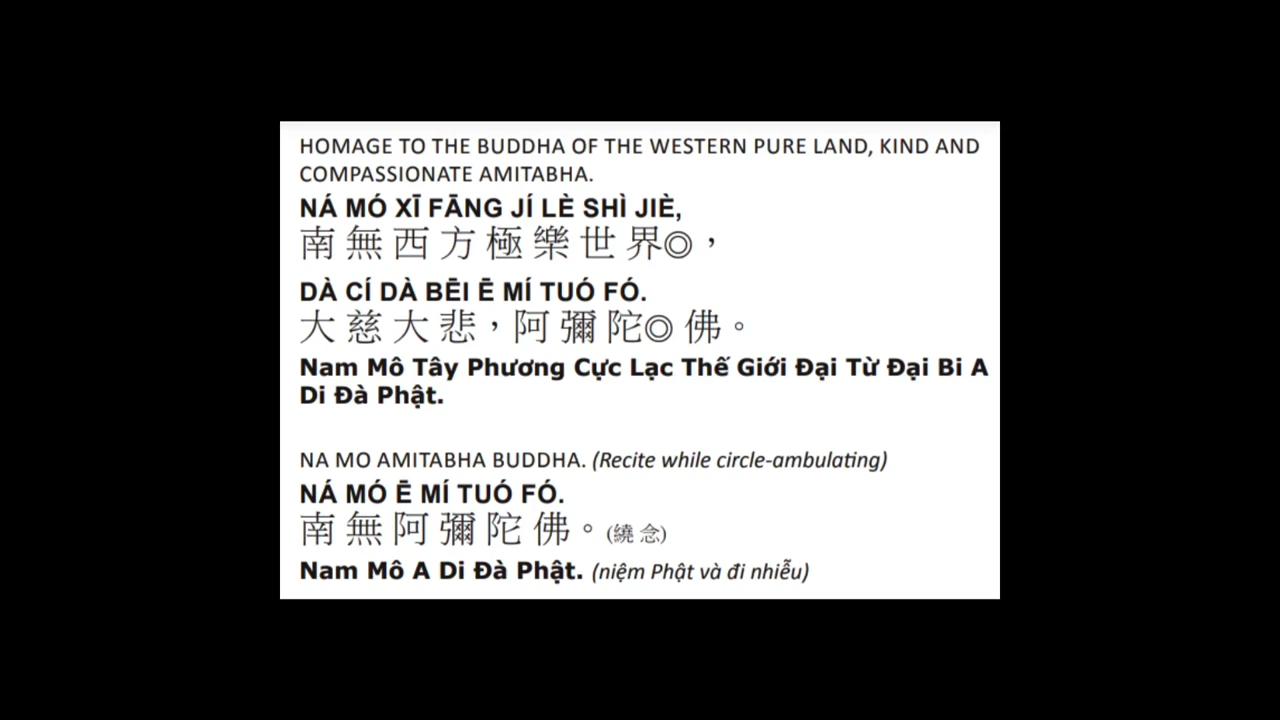 HOMAGE TO THE BUDDHA OF THE WESTERN PURE LAND, KIND AND
COMPASSIONATE AMITABHA.
NÁ MÓ XĪ FĀNG JÍ LÈ SHÌ JIÈ,
南 無 西 方 極 樂 世 界◎，
DÀ CÍ DÀ BĒI Ē MÍ TUÓ FÓ.
大 慈 大 悲，阿 彌 陀◎ 佛。
Nam Mô Tây Phương Cực Lạc Thế Giới Đại Từ Đại Bi A
Di Đà Phật.
NA MO AMITABHA BUDDHA. (Recite while circle-ambulating)
NÁ MÓ Ē MÍ TUÓ FÓ.
南 無 阿 彌 陀 佛。(繞 念)
Nam Mô A Di Đà Phật. (niệm Phật và đi nhiễu)